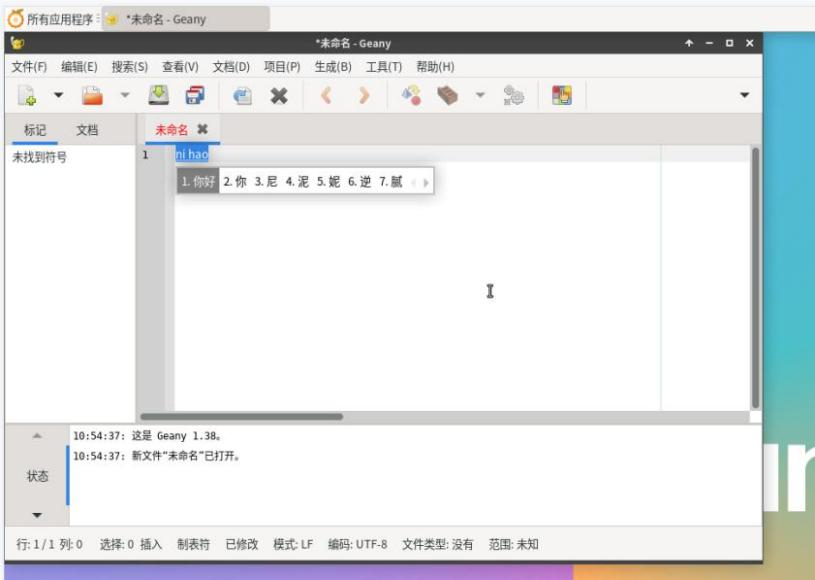 所有应用程序 *未命名 - Geany
*未命名 - Geany
文件(F) 编辑(E) 搜索(S) 查看(V) 文档(D) 项目(P) 生成(B) 工具(T) 帮助(H)
标记 文档 未命名
未找到符号
1 ni hao
1. 你好 2. 你 3. 尼 4. 泥 5. 妮 6. 逆 7. 腻
10:54:37: 这是 Geany 1.38。
10:54:37: 新文件“未命名”已打开。
状态
行: 1 / 1 列: 0 选择: 0 插入 制表符 已修改 模式: LF 编码: UTF-8 文件类型: 没有 范围: 未知